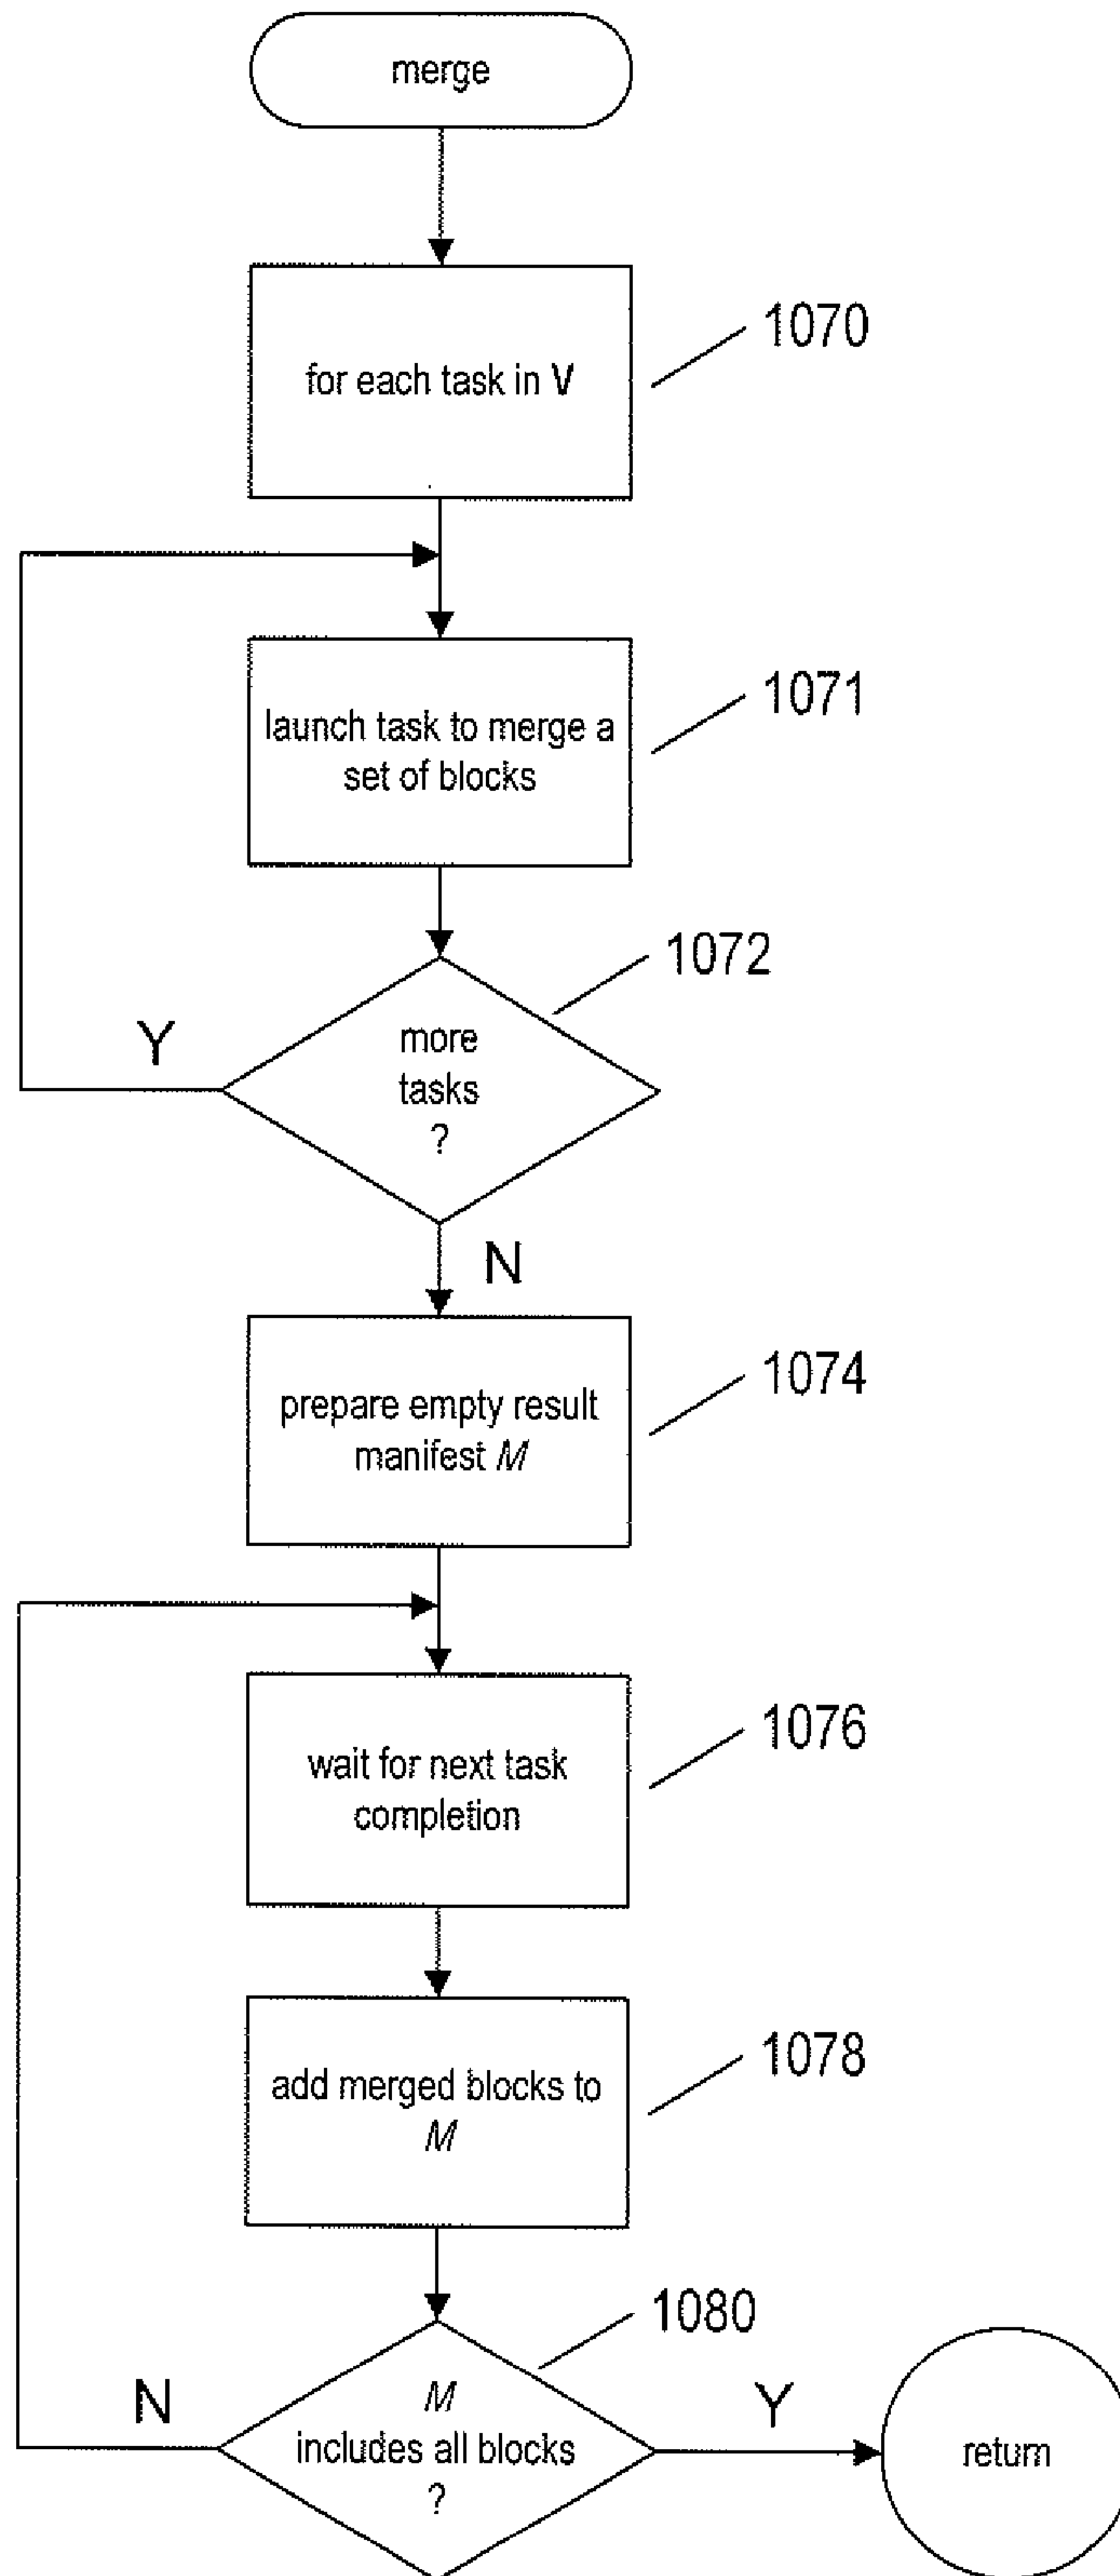 merge
for each task in V
1070
launch task to merge a
set of blocks
1071
more
tasks
?
1072
Y
N
prepare empty result
manifest M
1074
wait for next task
completion
1076
add merged blocks to
M
1078
M
includes all blocks
?
1080
N
Y
return